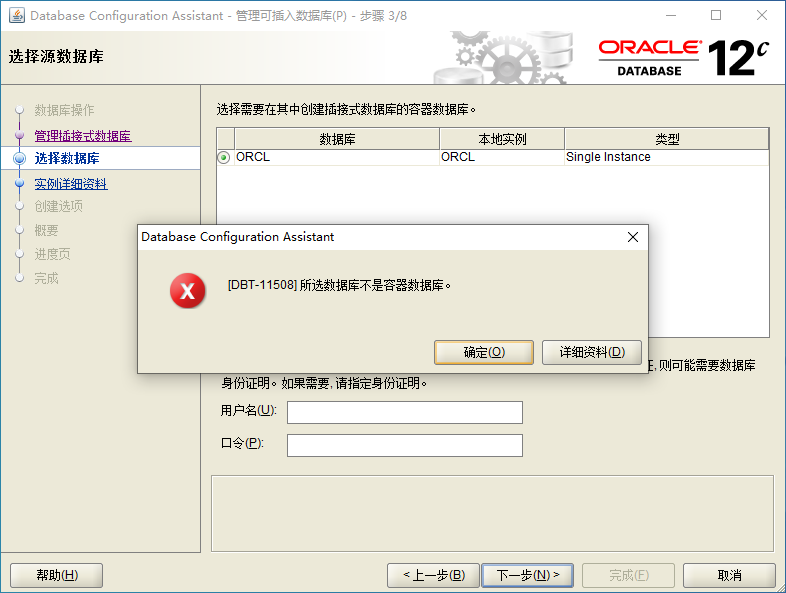 Database Configuration Assistant - 管理可插入数据库(P) - 步骤 3/8
选择源数据库
ORACLE
DATABASE
12c
数据库操作
管理插接式数据库
选择数据库
实例详细资料
创建选项
概要
进度页
完成
选择需要在其中创建插接式数据库的容器数据库。
数据库 本地实例 类型
ORCL ORCL Single Instance
Database Configuration Assistant
[DBT-11508] 所选数据库不是容器数据库。
确定(O) 详细资料(D)
,则可能需要数据库
身份证明。如果需要, 请指定身份证明。
用户名(U):
口令(P):
帮助(H) < 上一步(B) 下一步(N) > 完成(F) 取消